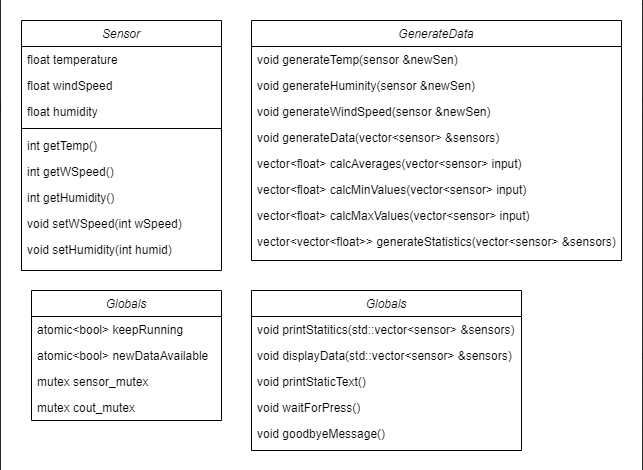 Sensor
float temperature
float windSpeed
float humidity
int getTemp()
int getWSpeed()
int getHumidity()
void setWSpeed(int wSpeed)
void setHumidity(int humid)
GenerateData
void generateTemp(sensor &newSen)
void generateHuminity(sensor &newSen)
void generateWindSpeed(sensor &newSen)
void generateData(vector<sensor> &sensors)
vector<float> calcAverages(vector<sensor> input)
vector<float> calcMinValues(vector<sensor> input)
vector<float> calcMaxValues(vector<sensor> input)
vector<vector<float>> generateStatistics(vector<sensor> &sensors)
Globals
atomic<bool> keepRunning
atomic<bool> newDataAvailable
mutex sensor_mutex
mutex cout_mutex
Globals
void printStatitics(std::vector<sensor> &sensors)
void displayData(std::vector<sensor> &sensors)
void printStaticText()
void waitForPress()
void goodbyeMessage()